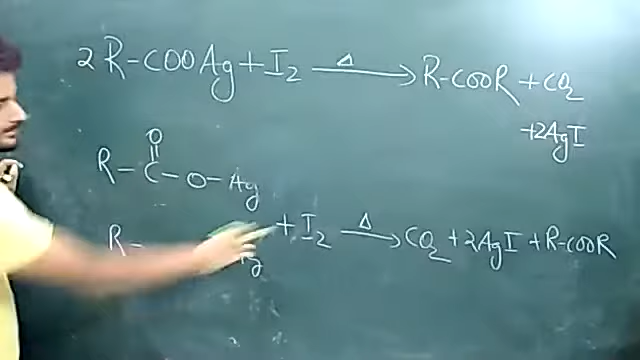 2 R-COOAg + I2 —Δ→ R-COOR + CO2
+2AgI
O
||
R-C-O-Ag
R- + I2 —Δ→ CO2 + 2AgI + R-COOR